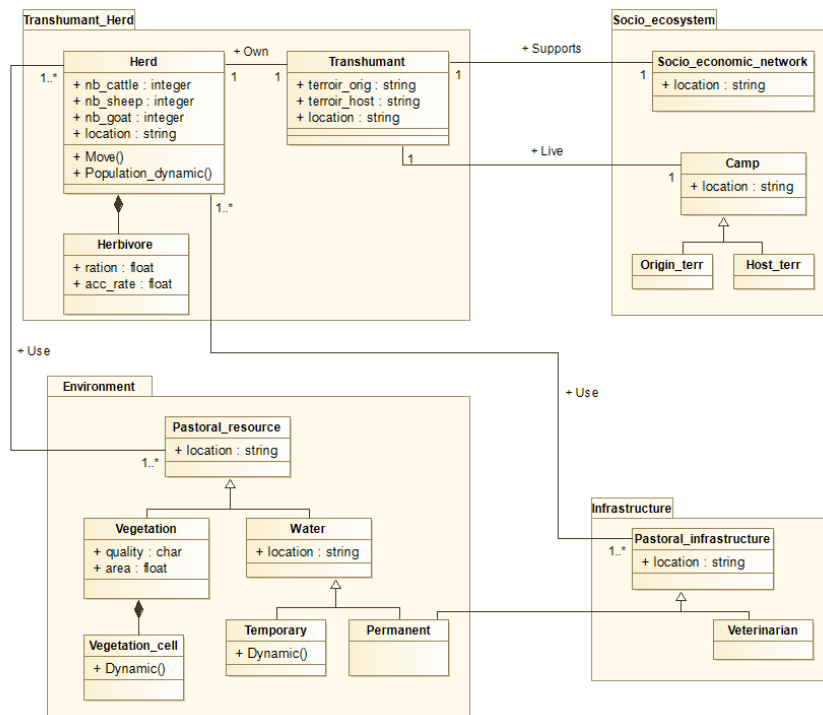 Transhumant_Herd
Herd
+ nb_cattle : integer
+ nb_sheep : integer
+ nb_goat : integer
+ location : string
+ Move()
+ Population_dynamic()
1..*
1
+ Own
1
Transhumant
+ terroir_orig : string
+ terroir_host : string
+ location : string
1
+ Supports
1
+ Live
1
1
1..*
Herbivore
+ ration : float
+ acc_rate : float
Socio_ecosystem
Socio_economic_network
+ location : string
Camp
+ location : string
Origin_terr
Host_terr
+ Use
+ Use
Environment
Pastoral_resource
+ location : string
1..*
Vegetation
+ quality : char
+ area : float
Water
+ location : string
Vegetation_cell
+ Dynamic()
Temporary
+ Dynamic()
Permanent
Infrastructure
Pastoral_infrastructure
+ location : string
1..*
Veterinarian